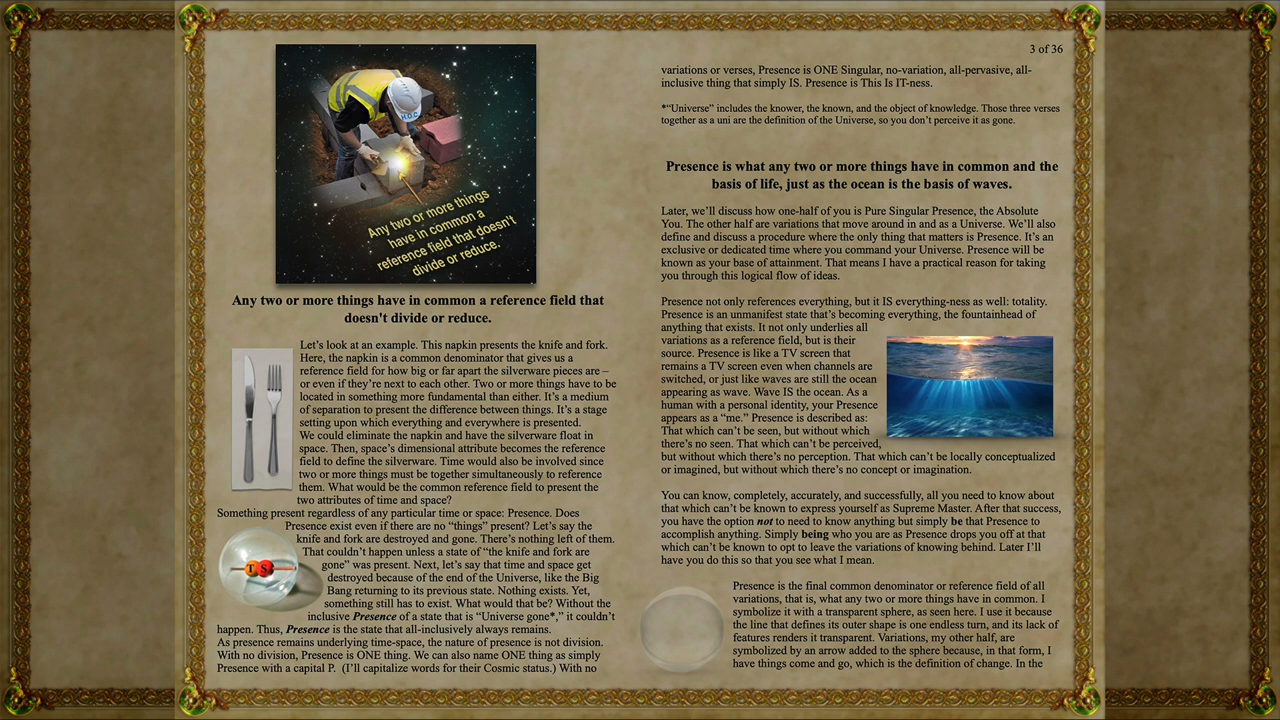 H.O.C
Any two or more things
have in common a
reference field that doesn't
divide or reduce.
Any two or more things have in common a reference field that
doesn't divide or reduce.
Let's look at an example. This napkin presents the knife and fork.
Here, the napkin is a common denominator that gives us a
reference field for how big or far apart the silverware pieces are –
or even if they're next to each other. Two or more things have to be
located in something more fundamental than either. It's a medium
of separation to present the difference between things. It's a stage
setting upon which everything and everywhere is presented.
We could eliminate the napkin and have the silverware float in
space. Then, space's dimensional attribute becomes the reference
field to define the silverware. Time would also be involved since
two or more things must be together simultaneously to reference
them. What would be the common reference field to present the
two attributes of time and space?
Something present regardless of any particular time or space: Presence. Does
Presence exist even if there are no “things” present? Let's say the
knife and fork are destroyed and gone. There's nothing left of them.
That couldn't happen unless a state of “the knife and fork are
gone” was present. Next, let's say that time and space get
destroyed because of the end of the Universe, like the Big
Bang returning to its previous state. Nothing exists. Yet,
something still has to exist. What would that be? Without the
inclusive Presence of a state that is “Universe gone*,” it couldn't
happen. Thus, Presence is the state that all-inclusively always remains.
As presence remains underlying time-space, the nature of presence is not division.
With no division, Presence is ONE thing. We can also name ONE thing as simply
Presence with a capital P. (I'll capitalize words for their Cosmic status.) With no
T S
3 of 36
variations or verses, Presence is ONE Singular, no-variation, all-pervasive, all-
inclusive thing that simply IS. Presence is This Is IT-ness.
*“Universe” includes the knower, the known, and the object of knowledge. Those three verses
together as a uni are the definition of the Universe, so you don't perceive it as gone.
Presence is what any two or more things have in common and the
basis of life, just as the ocean is the basis of waves.
Later, we'll discuss how one-half of you is Pure Singular Presence, the Absolute
You. The other half are variations that move around in and as a Universe. We'll also
define and discuss a procedure where the only thing that matters is Presence. It's an
exclusive or dedicated time where you command your Universe. Presence will be
known as your base of attainment. That means I have a practical reason for taking
you through this logical flow of ideas.
Presence not only references everything, but it IS everything-ness as well: totality.
Presence is an unmanifest state that's becoming everything, the fountainhead of
anything that exists. It not only underlies all
variations as a reference field, but is their
source. Presence is like a TV screen that
remains a TV screen even when channels are
switched, or just like waves are still the ocean
appearing as wave. Wave IS the ocean. As a
human with a personal identity, your Presence
appears as a “me.” Presence is described as:
That which can't be seen, but without which
there's no seen. That which can't be perceived,
but without which there's no perception. That which can't be locally conceptualized
or imagined, but without which there's no concept or imagination.
You can know, completely, accurately, and successfully, all you need to know about
that which can't be known to express yourself as Supreme Master. After that success,
you have the option not to need to know anything but simply be that Presence to
accomplish anything. Simply being who you are as Presence drops you off at that
which can't be known to opt to leave the variations of knowing behind. Later I'll
have you do this so that you see what I mean.
Presence is the final common denominator or reference field of all
variations, that is, what any two or more things have in common. I
symbolize it with a transparent sphere, as seen here. I use it because
the line that defines its outer shape is one endless turn, and its lack of
features renders it transparent. Variations, my other half, are
symbolized by an arrow added to the sphere because, in that form, I
have things come and go, which is the definition of change. In the